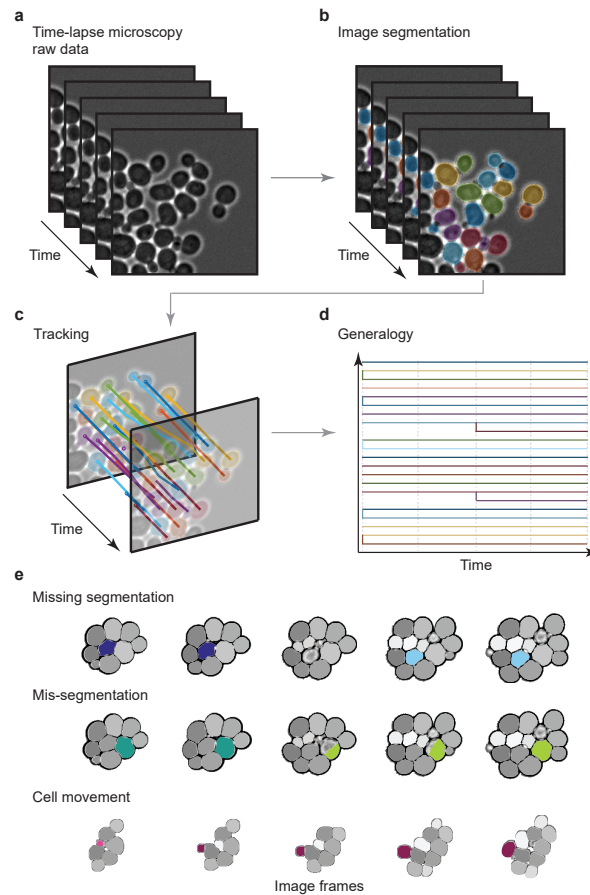 a
Time-lapse microscopy
raw data
Time
b
Image segmentation
Time
c
Tracking
Time
d
Generalogy
Time
e
Missing segmentation
Mis-segmentation
Cell movement
Image frames